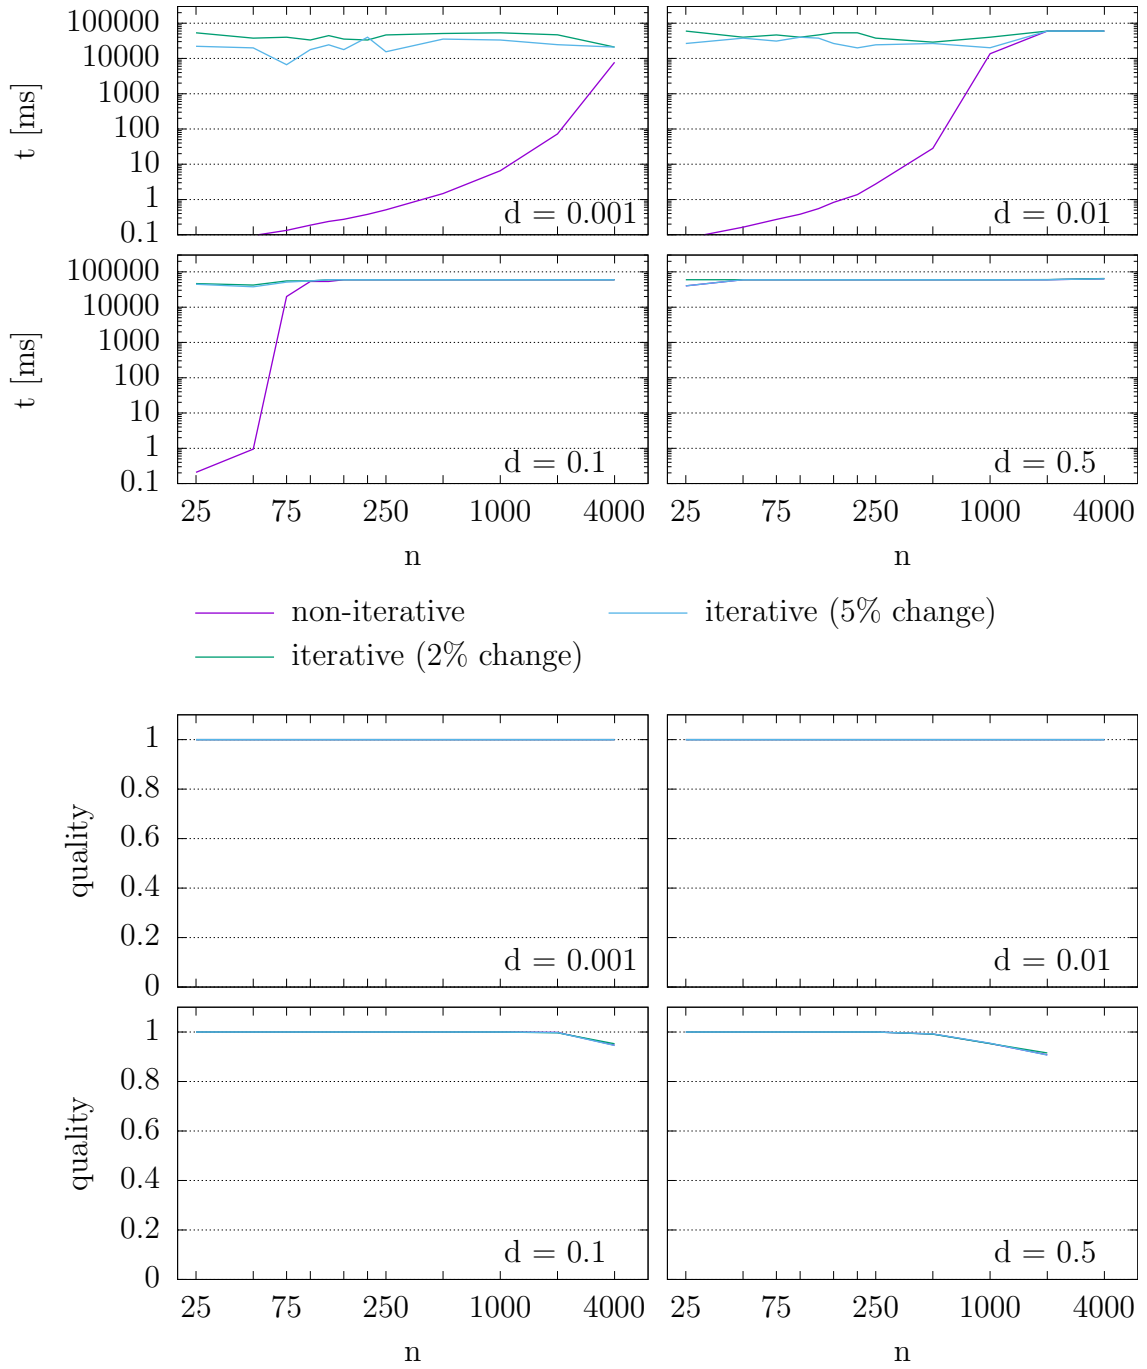 100000
10000
1000
100
10
1
0.1
t [ms]
d = 0.001
d = 0.01
100000
10000
1000
100
10
1
0.1
t [ms]
d = 0.1
d = 0.5
25 75 250 1000 4000
25 75 250 1000 4000
n
n
non-iterative
iterative (5% change)
iterative (2% change)
1
0.8
0.6
0.4
0.2
0
quality
d = 0.001
d = 0.01
1
0.8
0.6
0.4
0.2
0
quality
d = 0.1
d = 0.5
25 75 250 1000 4000
25 75 250 1000 4000
n
n